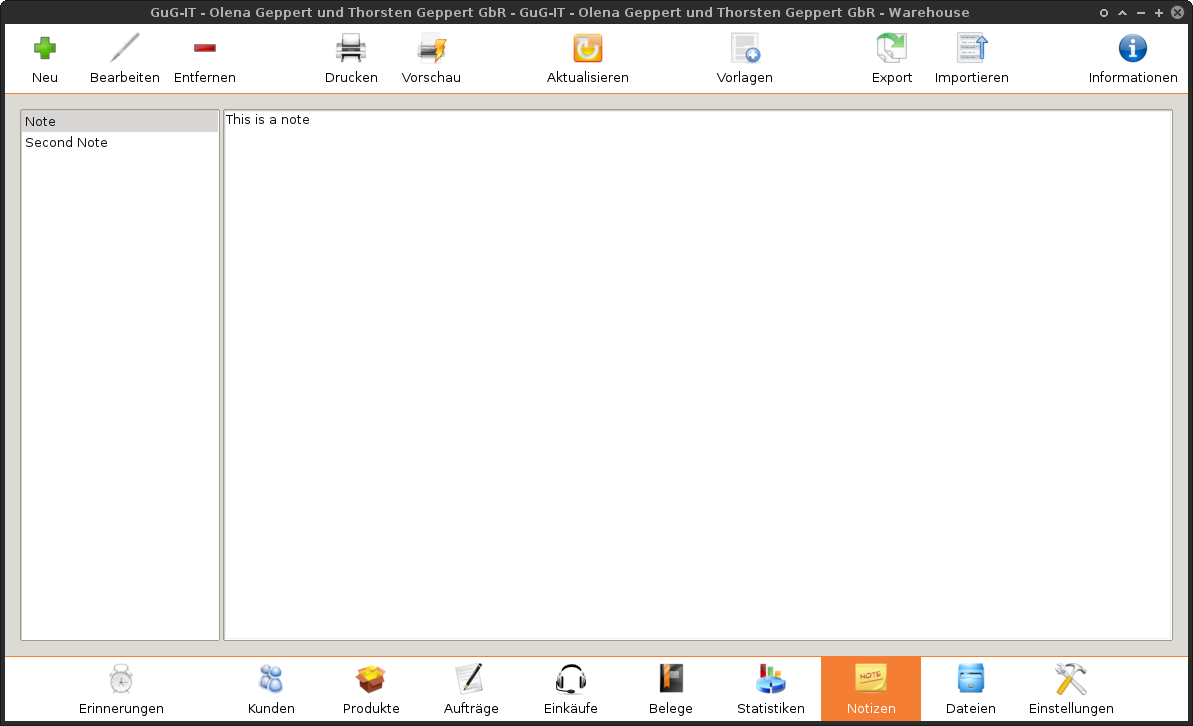 GuG-IT - Olena Geppert und Thorsten Geppert GbR - GuG-IT - Olena Geppert und Thorsten Geppert GbR - Warehouse
Neu Bearbeiten Entfernen Drucken Vorschau Aktualisieren Vorlagen Export Importieren Informationen
Note
Second Note
This is a note
NOTE
Erinnerungen Kunden Produkte Aufträge Einkäufe Belege Statistiken Notizen Dateien Einstellungen